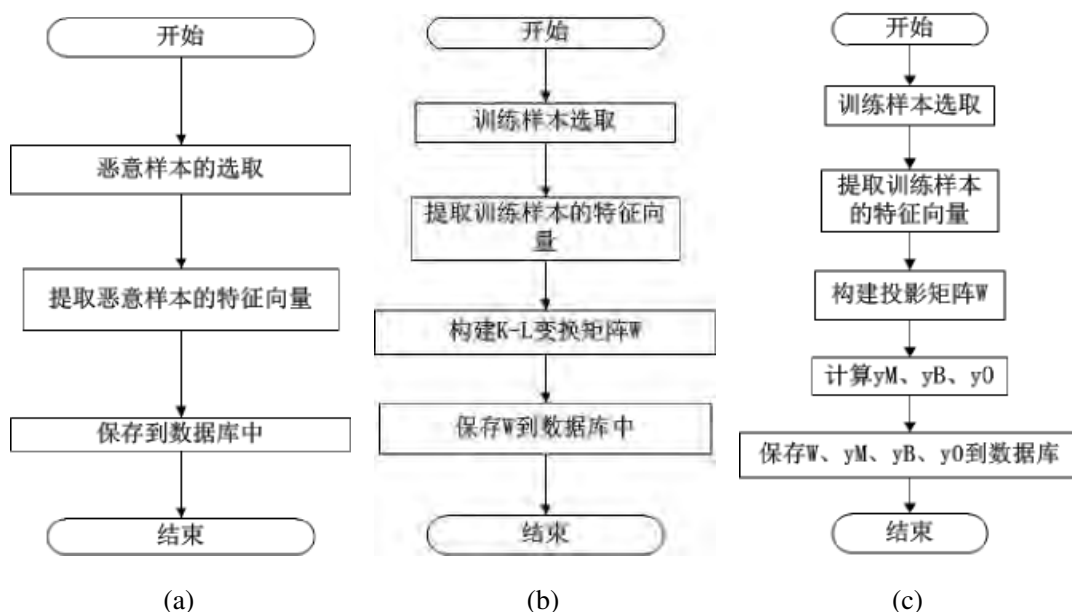 开始
恶意样本的选取
提取恶意样本的特征向量
保存到数据库中
结束
(a)
开始
训练样本选取
提取训练样本的特征向
量
构建K-L变换矩阵W
保存W到数据库中
结束
(b)
开始
训练样本选取
提取训练样本
的特征向量
构建投影矩阵W
计算yM、yB、y0
保存W、yM、yB、y0到数据库
结束
(c)